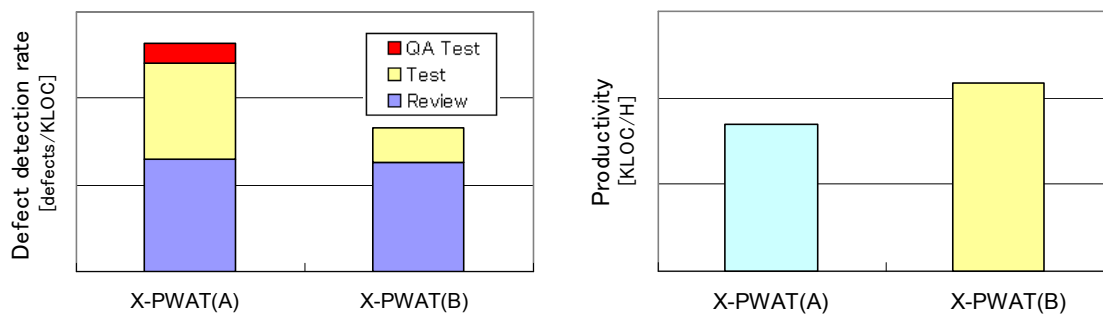 Defect detection rate
[defects/KLOC]
QA Test
Test
Review
X-PWAT(A)
X-PWAT(B)
Productivity
[KLOC/H]
X-PWAT(A)
X-PWAT(B)